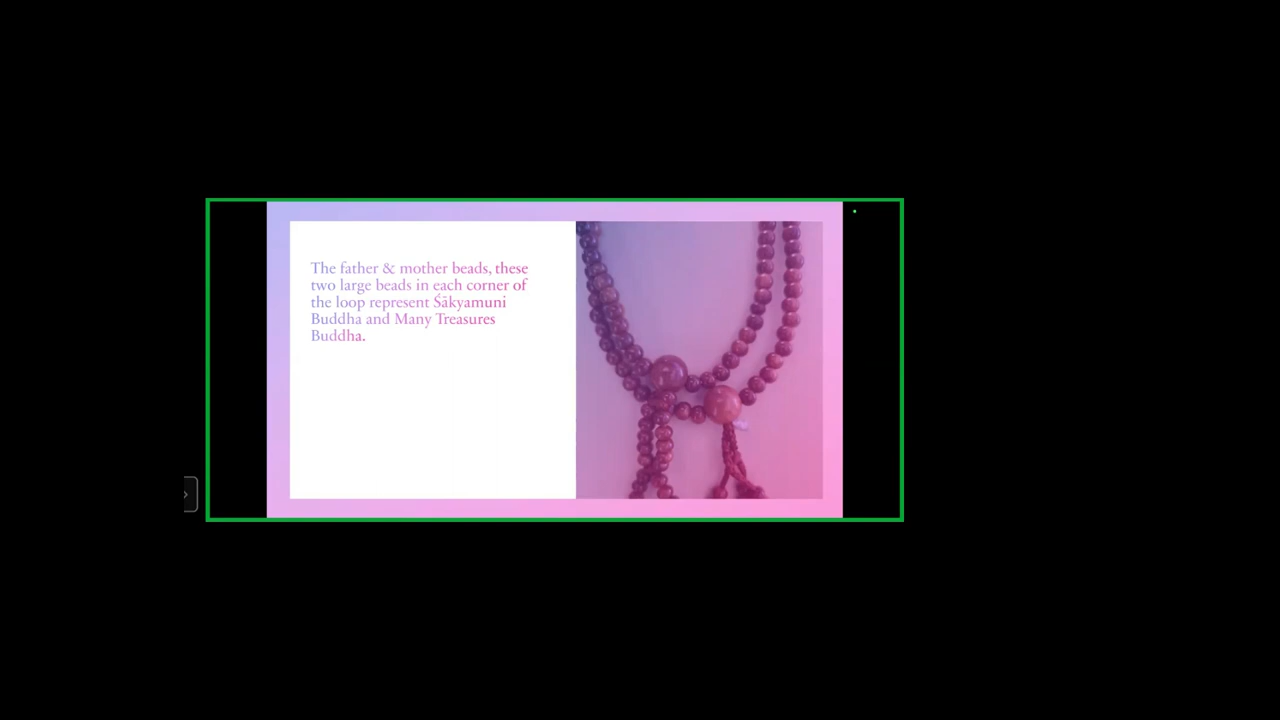 The father & mother beads, these
two large beads in each corner of
the loop represent Śākyamuni
Buddha and Many Treasures
Buddha.